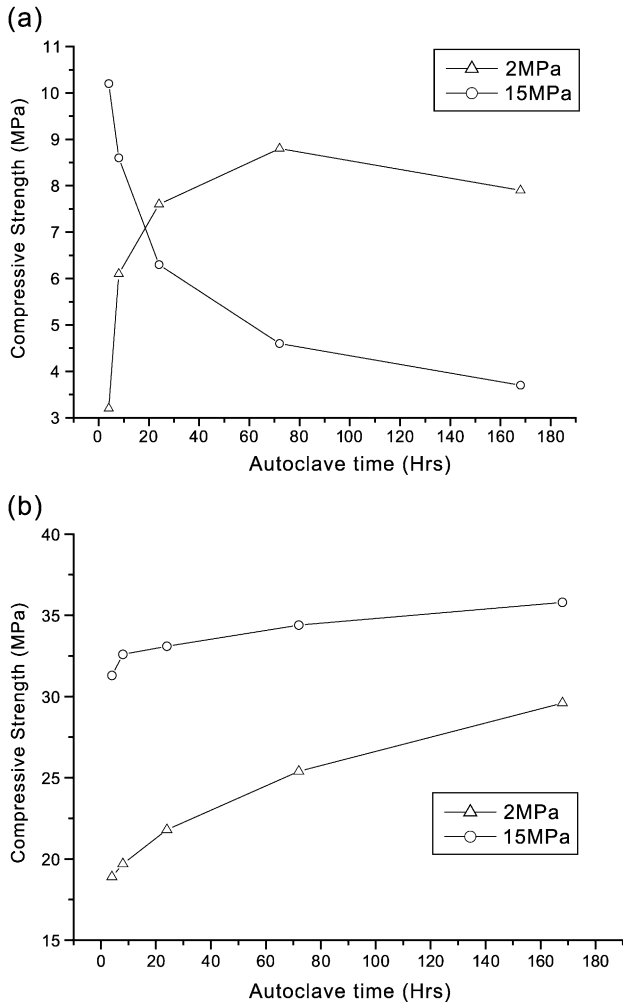 (a)
11
10
9
8
7
6
5
4
3
Compressive Strength (MPa)
2MPa
15MPa
0 20 40 60 80 100 120 140 160 180
Autoclave time (Hrs)
(b)
40
35
30
25
20
15
Compressive Strength (MPa)
2MPa
15MPa
0 20 40 60 80 100 120 140 160 180
Autoclave time (Hrs)